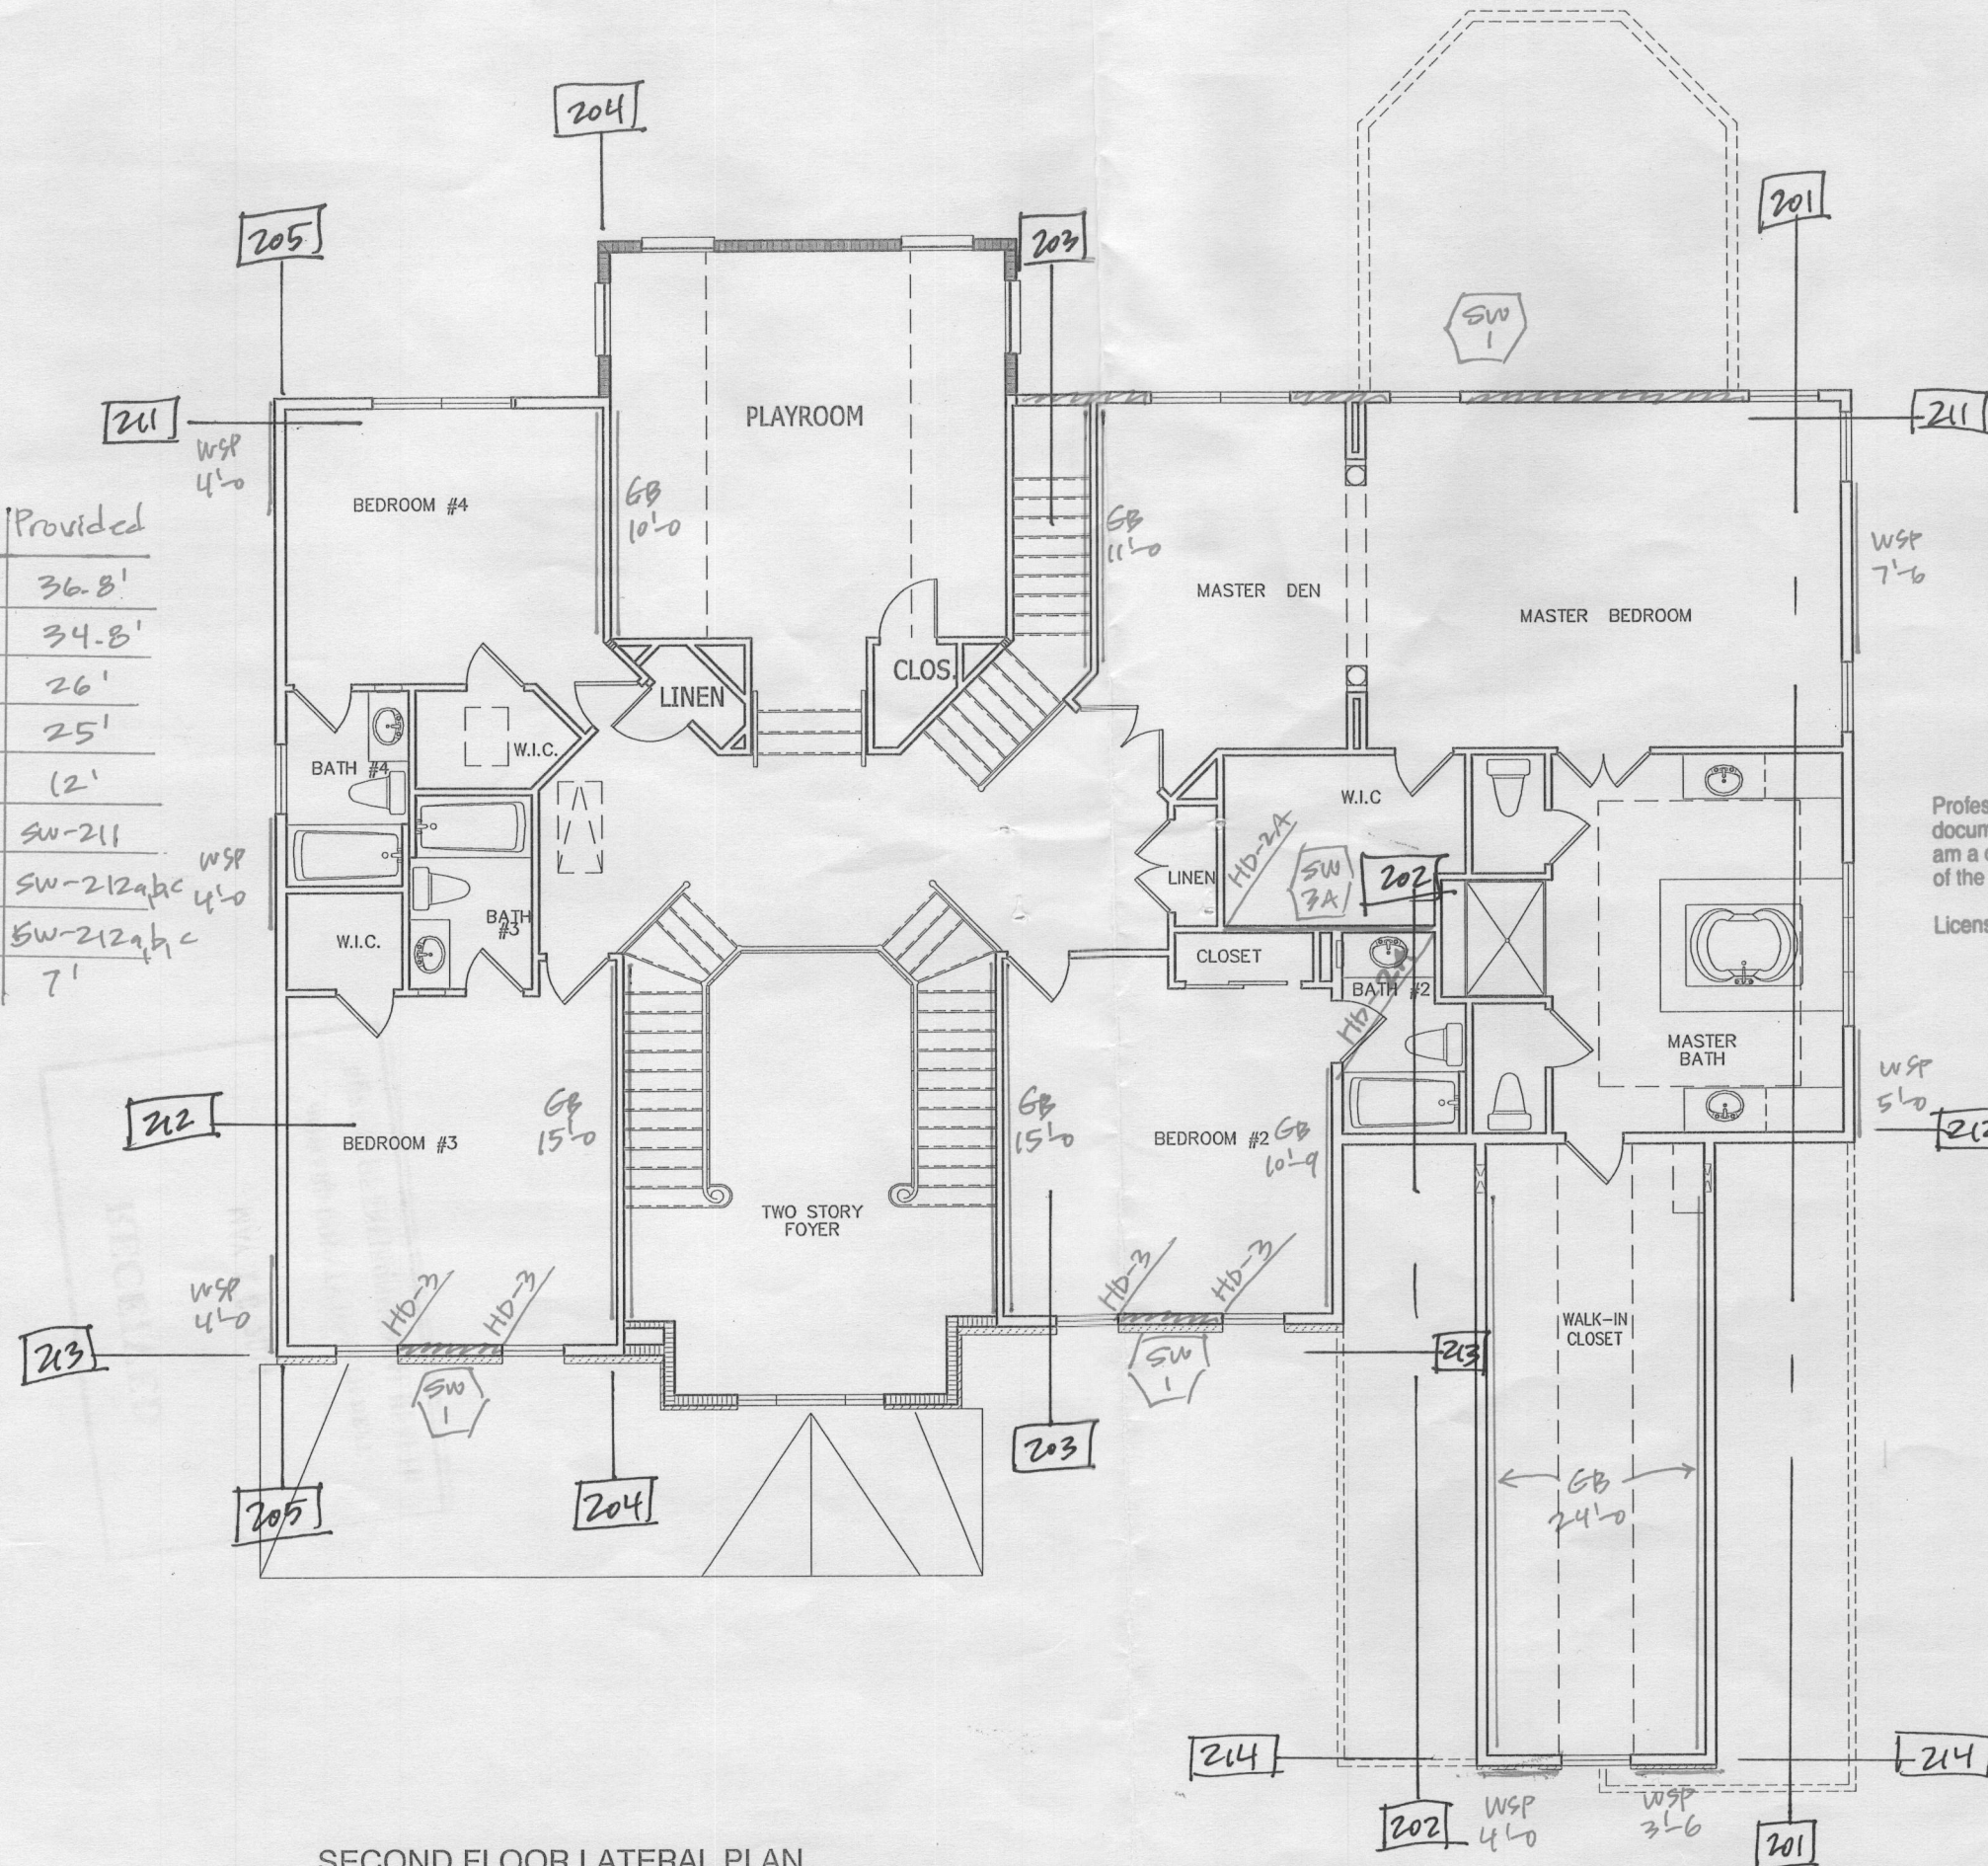 204
205
203
201
SW
1
211
WSP
4'-0
PLAYROOM
211
Provided
36.8'
34.8'
26'
25'
12'
SW-211
SW-212a,b,c
SW-212a,b,c
7'
BEDROOM #4
GB
10'-0
GB
11'-0
MASTER DEN
MASTER BEDROOM
WSP
7'-6
CLOS.
LINEN
W.I.C.
BATH #4
W.I.C
HD-2A
SW
3A
202
LINEN
WSP
4'-0
BATH
#3
W.I.C.
CLOSET
BATH #2
MASTER
BATH
WSP
5'-0
212
212
BEDROOM #3
GB
15'-0
GB
15'-0
BEDROOM #2
GB
10'-9
TWO STORY
FOYER
WSP
4'-0
HD-3
HD-3
HD-3
HD-3
213
SW
1
SW
1
213
WALK-IN
CLOSET
203
GB
24'-0
205
204
214
214
202
WSP
4'-0
WSP
3'-6
201
SECOND FLOOR LATERAL PLAN
am a
of the